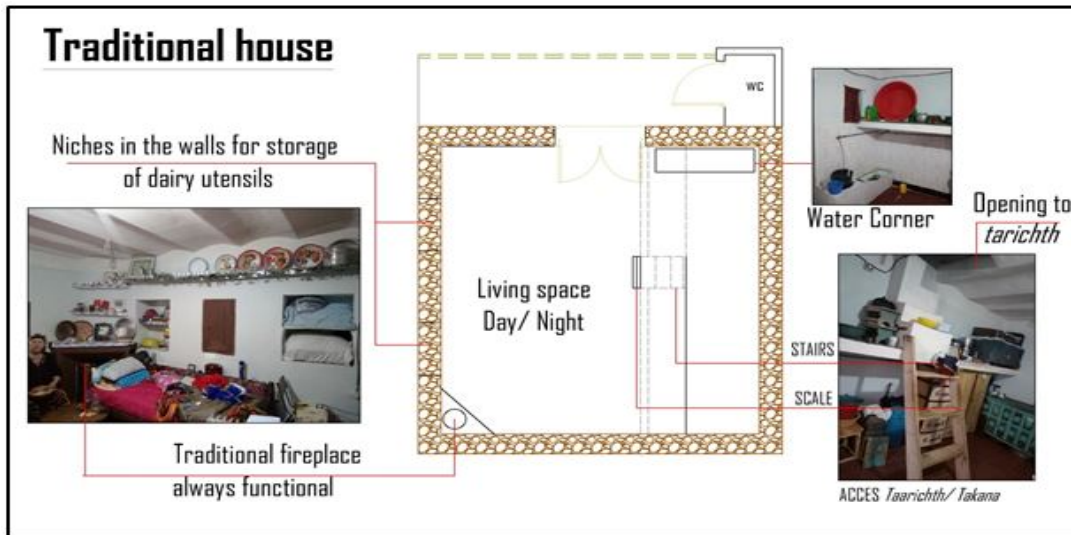 Traditional house
WC
Niches in the walls for storage
of dairy utensils
Water Corner
Opening to
tarichth
Living space
Day/ Night
STAIRS
SCALE
Traditional fireplace
always functional
ACCES Taarichth/ Takana